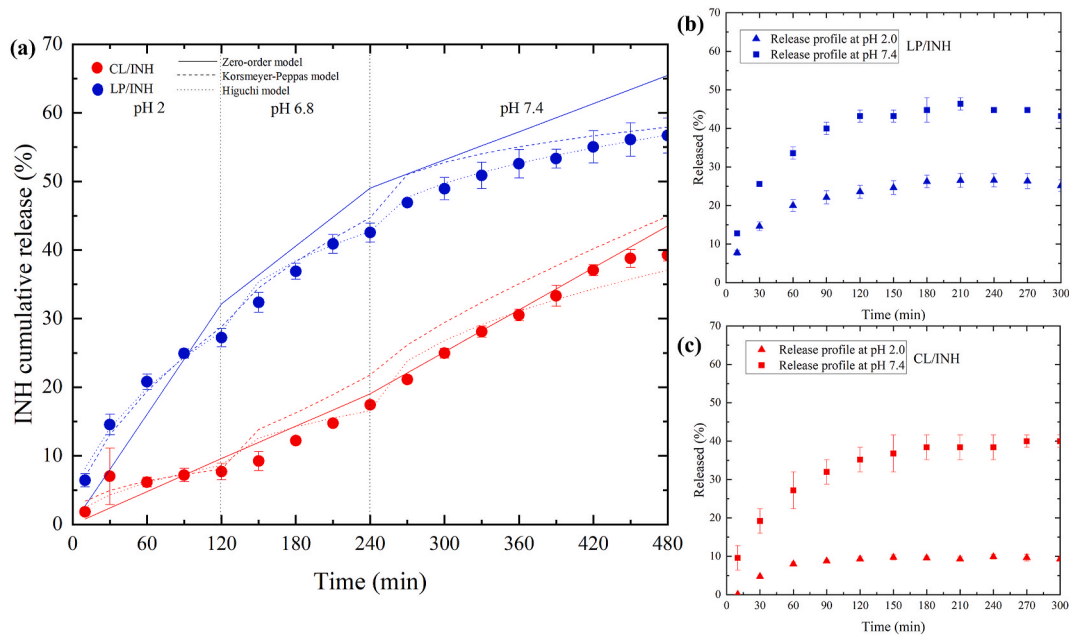 (a)
INH cumulative release (%)
70
60
50
40
30
20
10
0
CL/INH
LP/INH
Zero-order model
Korsmeyer-Peppas model
Higuchi model
pH 2
pH 6.8
pH 7.4
0 60 120 180 240 300 360 420 480
Time (min)
(b)
Released (%)
70
60
50
40
30
20
10
0
Release profile at pH 2.0
Release profile at pH 7.4
LP/INH
0 30 60 90 120 150 180 210 240 270 300
Time (min)
(c)
Released (%)
70
60
50
40
30
20
10
0
Release profile at pH 2.0
Release profile at pH 7.4
CL/INH
0 30 60 90 120 150 180 210 240 270 300
Time (min)